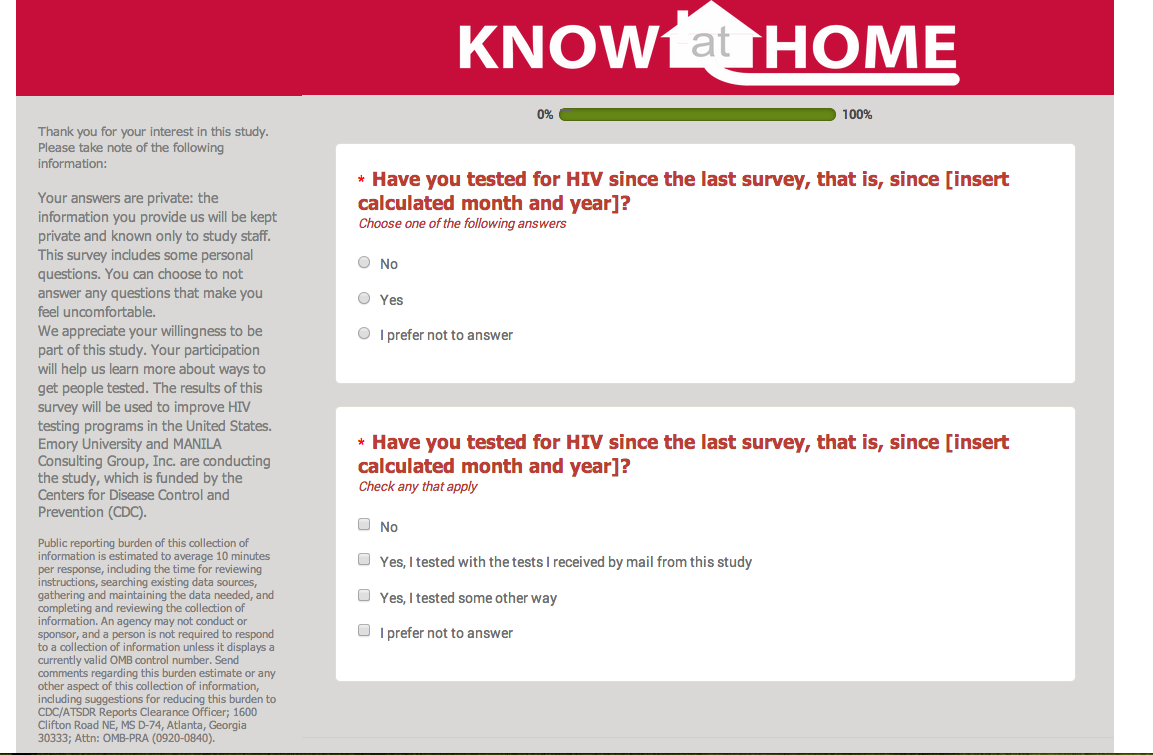 KNOW at HOME
0% 100%
Thank you for your interest in this study.
Please take note of the following
information:
Your answers are private: the
information you provide us will be kept
private and known only to study staff.
This survey includes some personal
questions. You can choose to not
answer any questions that make you
feel uncomfortable.
We appreciate your willingness to be
part of this study. Your participation
will help us learn more about ways to
get people tested. The results of this
survey will be used to improve HIV
testing programs in the United States.
Emory University and MANILA
Consulting Group, Inc. are conducting
the study, which is funded by the
Centers for Disease Control and
Prevention (CDC).
Public reporting burden of this collection of
information is estimated to average 10 minutes
per response, including the time for reviewing
instructions, searching existing data sources,
gathering and maintaining the data needed, and
completing and reviewing the collection of
information. An agency may not conduct or
sponsor, and a person is not required to respond
to a collection of information unless it displays a
currently valid OMB control number. Send
comments regarding this burden estimate or any
other aspect of this collection of information,
including suggestions for reducing this burden to
CDC/ATSDR Reports Clearance Officer; 1600
Clifton Road NE, MS D-74, Atlanta, Georgia
30333; Attn: OMB-PRA (0920-0840).
* Have you tested for HIV since the last survey, that is, since [insert
calculated month and year]?
Choose one of the following answers
No
Yes
I prefer not to answer
* Have you tested for HIV since the last survey, that is, since [insert
calculated month and year]?
Check any that apply
No
Yes, I tested with the tests I received by mail from this study
Yes, I tested some other way
I prefer not to answer